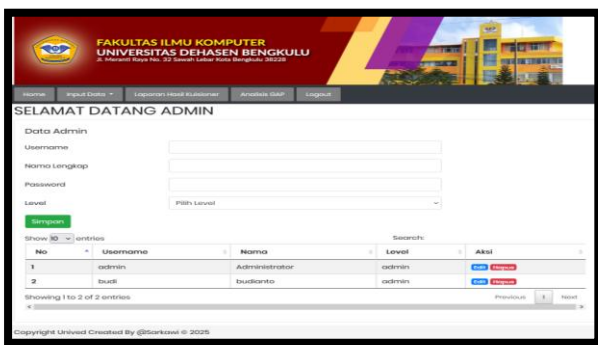 FAKULTAS ILMU KOMPUTER
UNIVERSITAS DEHASEN BENGKULU
Jl. Meranti Raya No. 32 Sawah Lebar Kota Bengkulu 38228
Home Input Data Laporan Hasil Kuisioner Analisis GAP Logout
SELAMAT DATANG ADMIN
Data Admin
Username
Nama Lengkap
Password
Level Pilih Level
Simpan
Show 10 entries Search:
No Username Nama Level Aksi
1 admin Administrator admin Edit Hapus
2 budi budianto admin Edit Hapus
Showing 1 to 2 of 2 entries Previous 1 Next
Copyright Unived Created By @Sarkawi © 2025